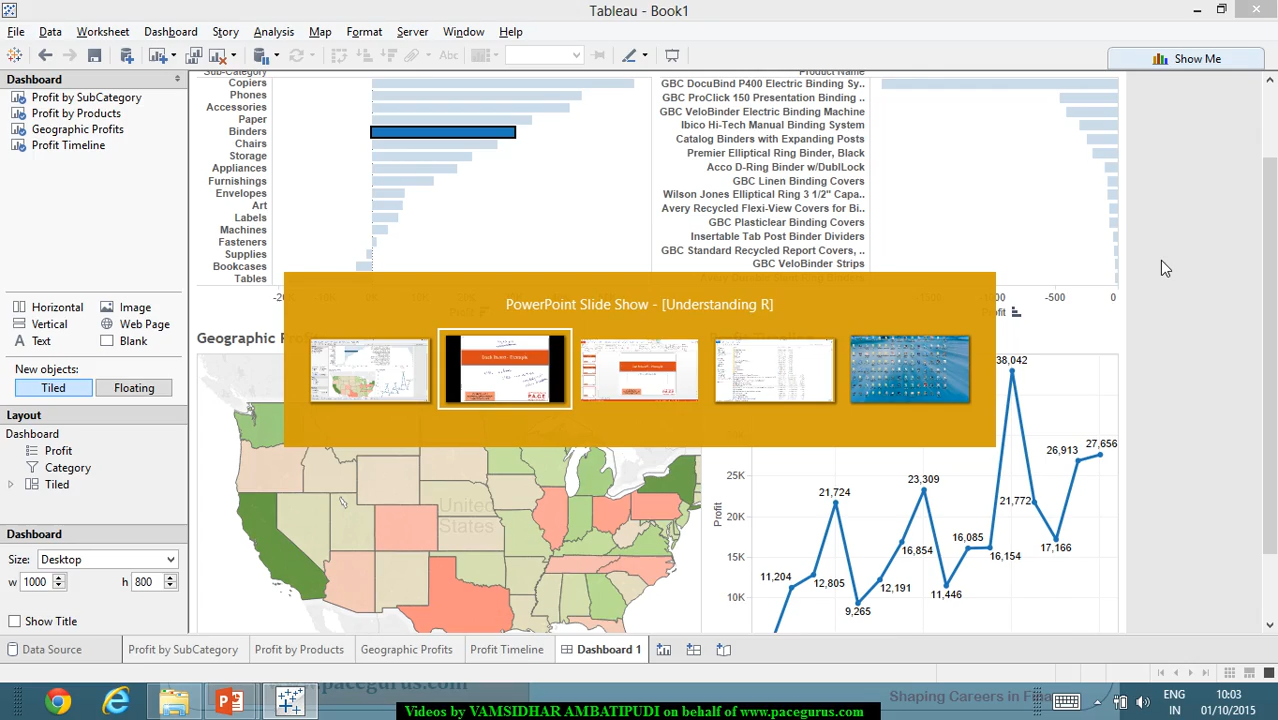 Tableau - Book1
File Data Worksheet Dashboard Story Analysis Map Format Server Window Help
Abc
Show Me
Dashboard
Profit by SubCategory
Profit by Products
Geographic Profits
Profit Timeline
Horizontal Image
Vertical Web Page
Text Blank
New objects:
Tiled Floating
Layout
Dashboard
Profit
Category
Tiled
Dashboard
Size: Desktop
w 1000 h 800
Show Title
Sub-Category
Copiers
Phones
Accessories
Paper
Binders
Chairs
Storage
Appliances
Furnishings
Envelopes
Art
Labels
Machines
Fasteners
Supplies
Bookcases
Tables
Product Name
GBC DocuBind P400 Electric Binding Sy..
GBC ProClick 150 Presentation Binding ..
GBC VeloBinder Electric Binding Machine
Ibico Hi-Tech Manual Binding System
Catalog Binders with Expanding Posts
Premier Elliptical Ring Binder, Black
Acco D-Ring Binder w/DublLock
GBC Linen Binding Covers
Wilson Jones Elliptical Ring 3 1/2" Capa..
Avery Recycled Flexi-View Covers for Bi..
GBC Plasticlear Binding Covers
Insertable Tab Post Binder Dividers
GBC Standard Recycled Report Covers, ..
GBC VeloBinder Strips
-500 0
Profit
PowerPoint Slide Show - [Understanding R]
Geographic
United States
38,042
26,913
27,656
25K
23,309
21,724
21,772
20K
Profit
16,085
16,854
16,154
17,166
15K
11,204
12,805
12,191
11,446
9,265
10K
Data Source Profit by SubCategory Profit by Products Geographic Profits Profit Timeline Dashboard 1
www.pacegurus.com
Shaping Careers in Fina
ENG
IN
10:03
01/10/2015
Videos by VAMSIDHAR AMBATIPUDI on behalf of www.pacegurus.com